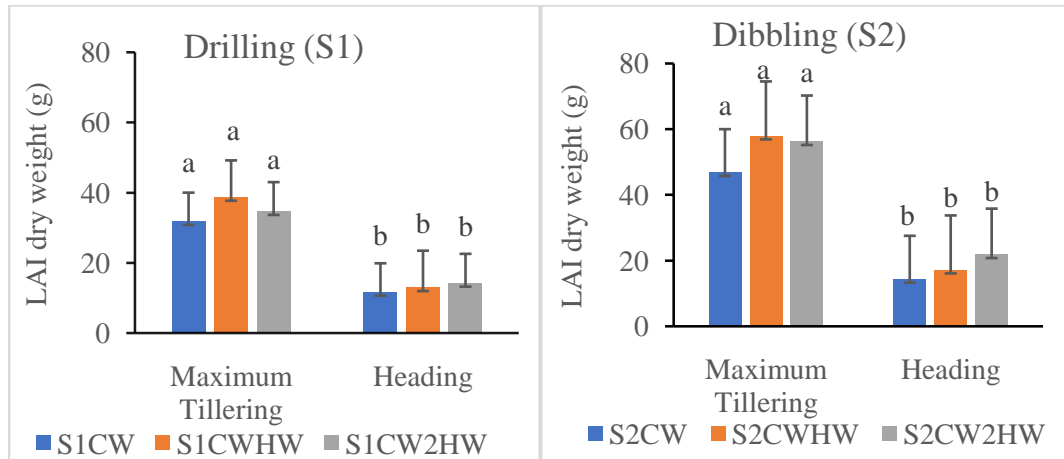 Drilling (S1)
LAI dry weight (g)
80
60
40
20
0
a
a
a
b
b
b
Maximum
Tillering
Heading
S1CW S1CWHW S1CW2HW
Dibbling (S2)
LAI dry weight (g)
80
60
40
20
0
a
a
a
b
b
b
Maximum
Tillering
Heading
S2CW S2CWHW S2CW2HW